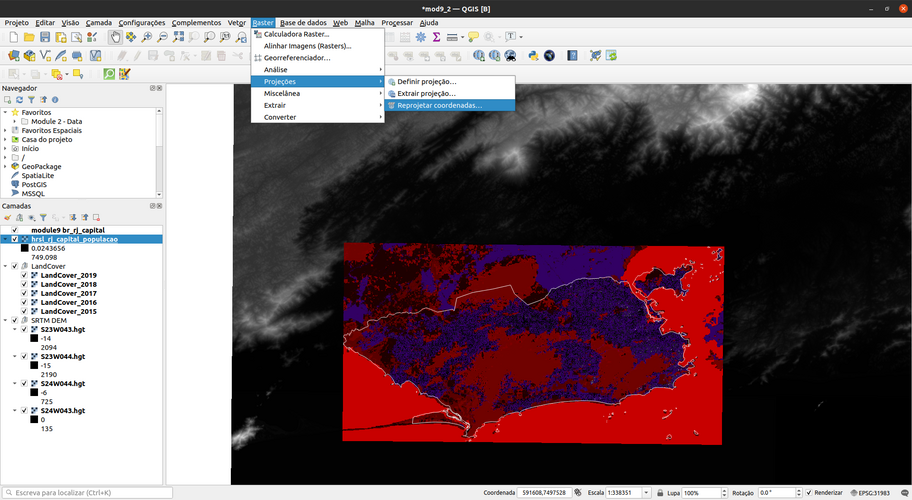 *mod9_2 — QGIS [B]
Projeto Editar Visão Camada Configurações Complementos Vetor Raster Base de dados Web Malha Processar Ajuda
Calculadora Raster...
Alinhar Imagens (Rasters)...
Georreferenciador...
Análise
Projeções
Miscelânea
Extrair
Converter
Definir projeção...
Extrair projeção...
Reprojetar coordenadas...
Navegador
Favoritos
Module 2 - Data
Favoritos Espaciais
Casa do projeto
Início
/
GeoPackage
SpatiaLite
PostGIS
MSSQL
Camadas
module9 br_rj_capital
hrsl_rj_capital_populacao
0.0243656
749.098
LandCover
LandCover_2019
LandCover_2018
LandCover_2017
LandCover_2016
LandCover_2015
SRTM DEM
S23W043.hgt
-14
2094
S23W044.hgt
-15
2190
S24W044.hgt
-6
725
S24W043.hgt
0
135
Escreva para localizar (Ctrl+K)
Coordenada 591608,7497528 Escala 1:338351 Lupa 100% Rotação 0.0 ° Renderizar EPSG:31983